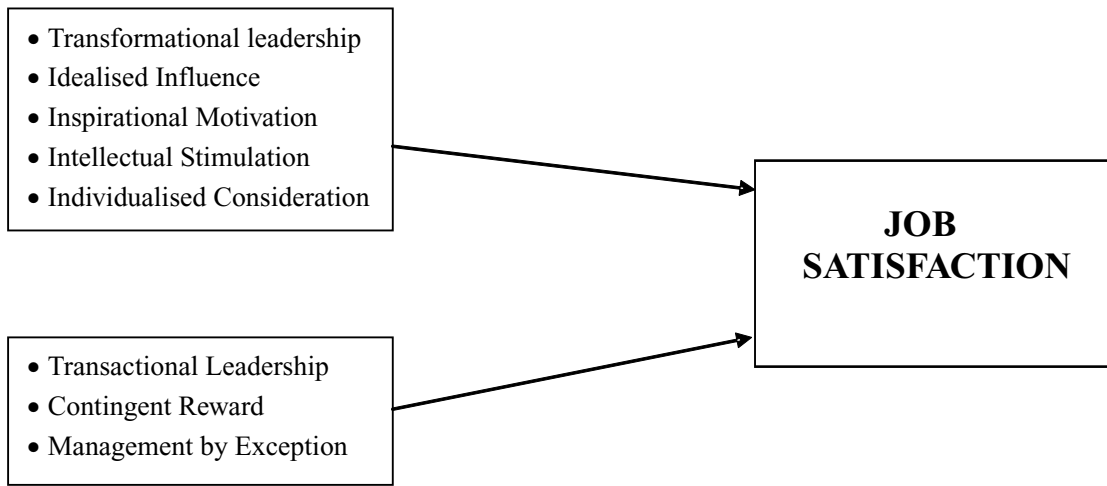 • Transformational leadership
• Idealised Influence
• Inspirational Motivation
• Intellectual Stimulation
• Individualised Consideration
JOB
SATISFACTION
• Transactional Leadership
• Contingent Reward
• Management by Exception